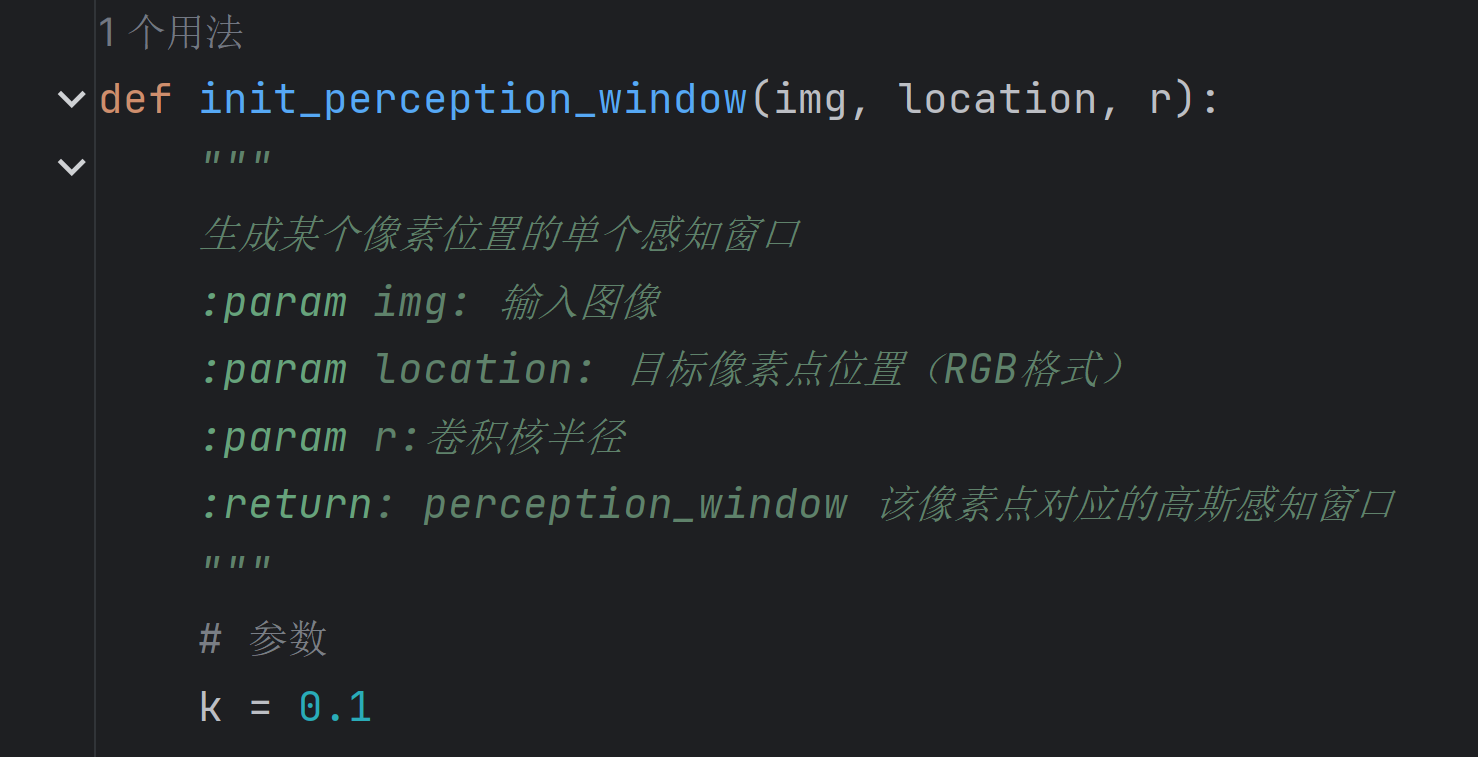 1 个用法
def init_perception_window(img, location, r):
"""
生成某个像素位置的单个感知窗口
:param img: 输入图像
:param location: 目标像素点位置（RGB格式）
:param r:卷积核半径
:return: perception_window 该像素点对应的高斯感知窗口
"""
# 参数
k = 0.1